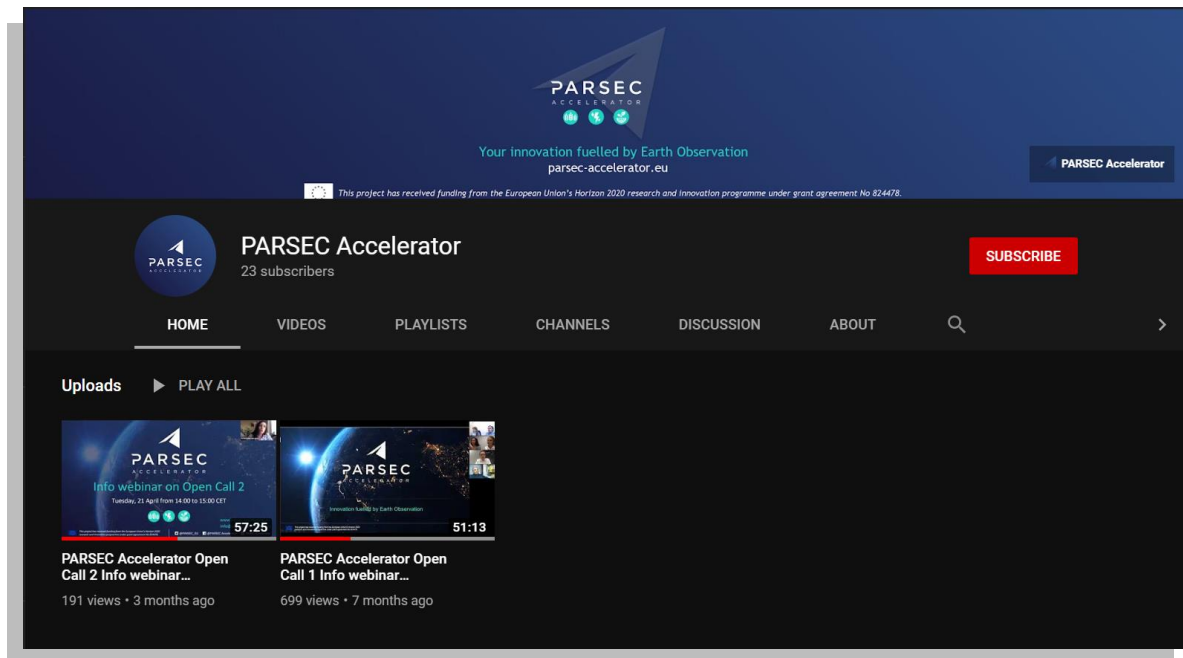 PARSEC
ACCELERATOR
Your innovation fuelled by Earth Observation
parsec-accelerator.eu
PARSEC Accelerator
This project has received funding from the European Union's Horizon 2020 research and innovation programme under grant agreement No 824478.
PARSEC
ACCELERATOR
PARSEC Accelerator
23 subscribers
SUBSCRIBE
HOME VIDEOS PLAYLISTS CHANNELS DISCUSSION ABOUT
Uploads PLAY ALL
PARSEC
ACCELERATOR
Info webinar on Open Call 2
Tuesday, 21 April from 14:00 to 15:00 CET
57:25
PARSEC
ACCELERATOR
Innovation fuelled by Earth Observation
51:13
PARSEC Accelerator Open
Call 2 Info webinar...
191 views • 3 months ago
PARSEC Accelerator Open
Call 1 Info webinar...
699 views • 7 months ago